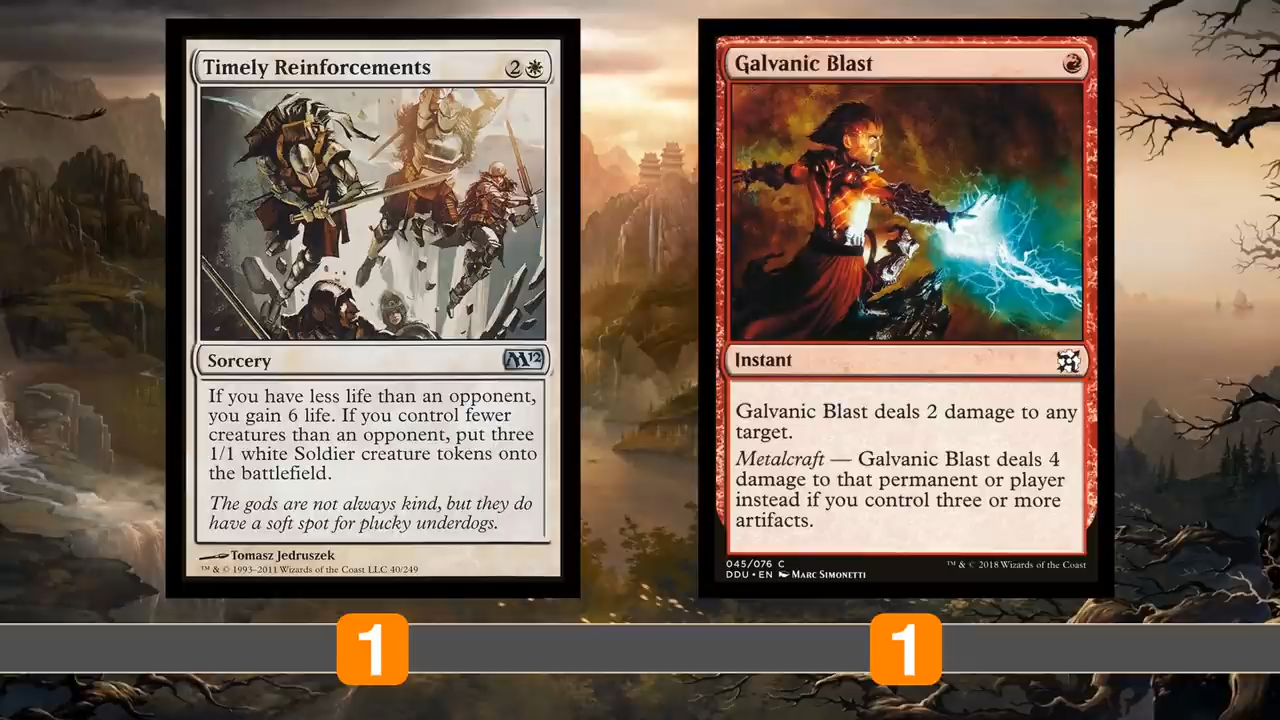 Timely Reinforcements 2
Sorcery M12
If you have less life than an opponent,
you gain 6 life. If you control fewer
creatures than an opponent, put three
1/1 white Soldier creature tokens onto
the battlefield.
The gods are not always kind, but they do
have a soft spot for plucky underdogs.
Tomasz Jedruszek
™ & © 1993–2011 Wizards of the Coast LLC 40/249
1
Galvanic Blast
Instant
Galvanic Blast deals 2 damage to any
target.
Metalcraft — Galvanic Blast deals 4
damage to that permanent or player
instead if you control three or more
artifacts.
045/076 C
DDU • EN Marc Simonetti
™ & © 2018 Wizards of the Coast
1